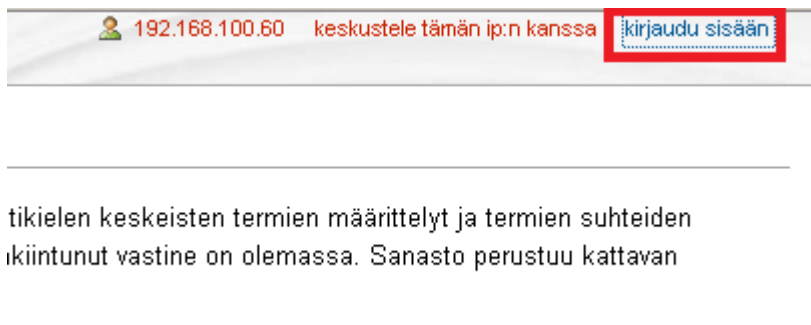 192.168.100.60 keskustele tämän ip:n kanssa kirjaudu sisään
tikielen keskeisten termien määrittelyt ja termien suhteiden
kiintunut vastine on olemassa. Sanasto perustuu kattavan